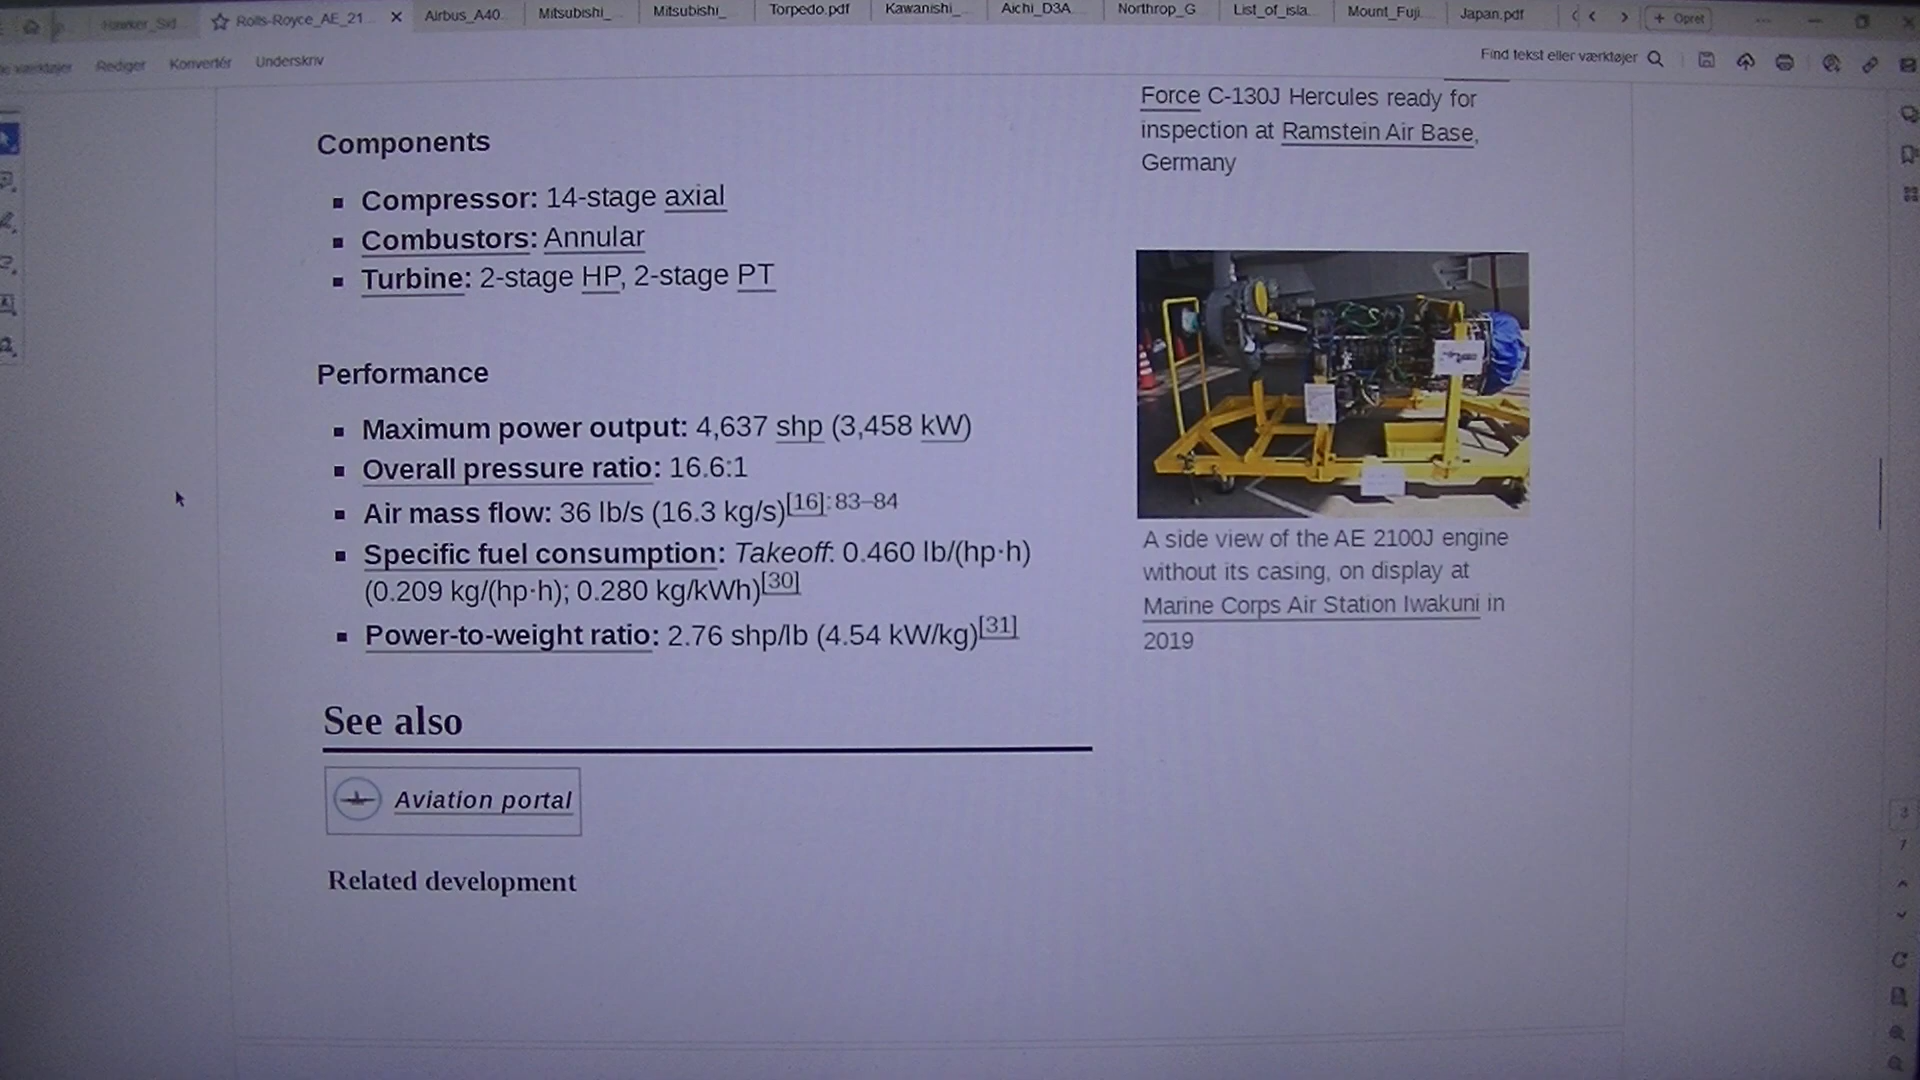 Rolls-Royce_AE_21
Airbus_A40
Mitsubishi_
Mitsubishi_
Torpedo.pdf
Kawanishi_
Aichi_D3A
Northrop_G
List_of_isla
Mount_Fuji
Japan.pdf
Opret
Rediger
Konvertér
Underskriv
Find tekst eller værktøjer
Components
Compressor: 14-stage axial
Combustors: Annular
Turbine: 2-stage HP, 2-stage PT
Performance
Maximum power output: 4,637 shp (3,458 kW)
Overall pressure ratio: 16.6:1
Air mass flow: 36 lb/s (16.3 kg/s)[16]:83–84
Specific fuel consumption: Takeoff: 0.460 lb/(hp·h)
(0.209 kg/(hp·h); 0.280 kg/kWh)[30]
Power-to-weight ratio: 2.76 shp/lb (4.54 kW/kg)[31]
See also
Aviation portal
Related development
Force C-130J Hercules ready for
inspection at Ramstein Air Base,
Germany
A side view of the AE 2100J engine
without its casing, on display at
Marine Corps Air Station Iwakuni in
2019
3
7